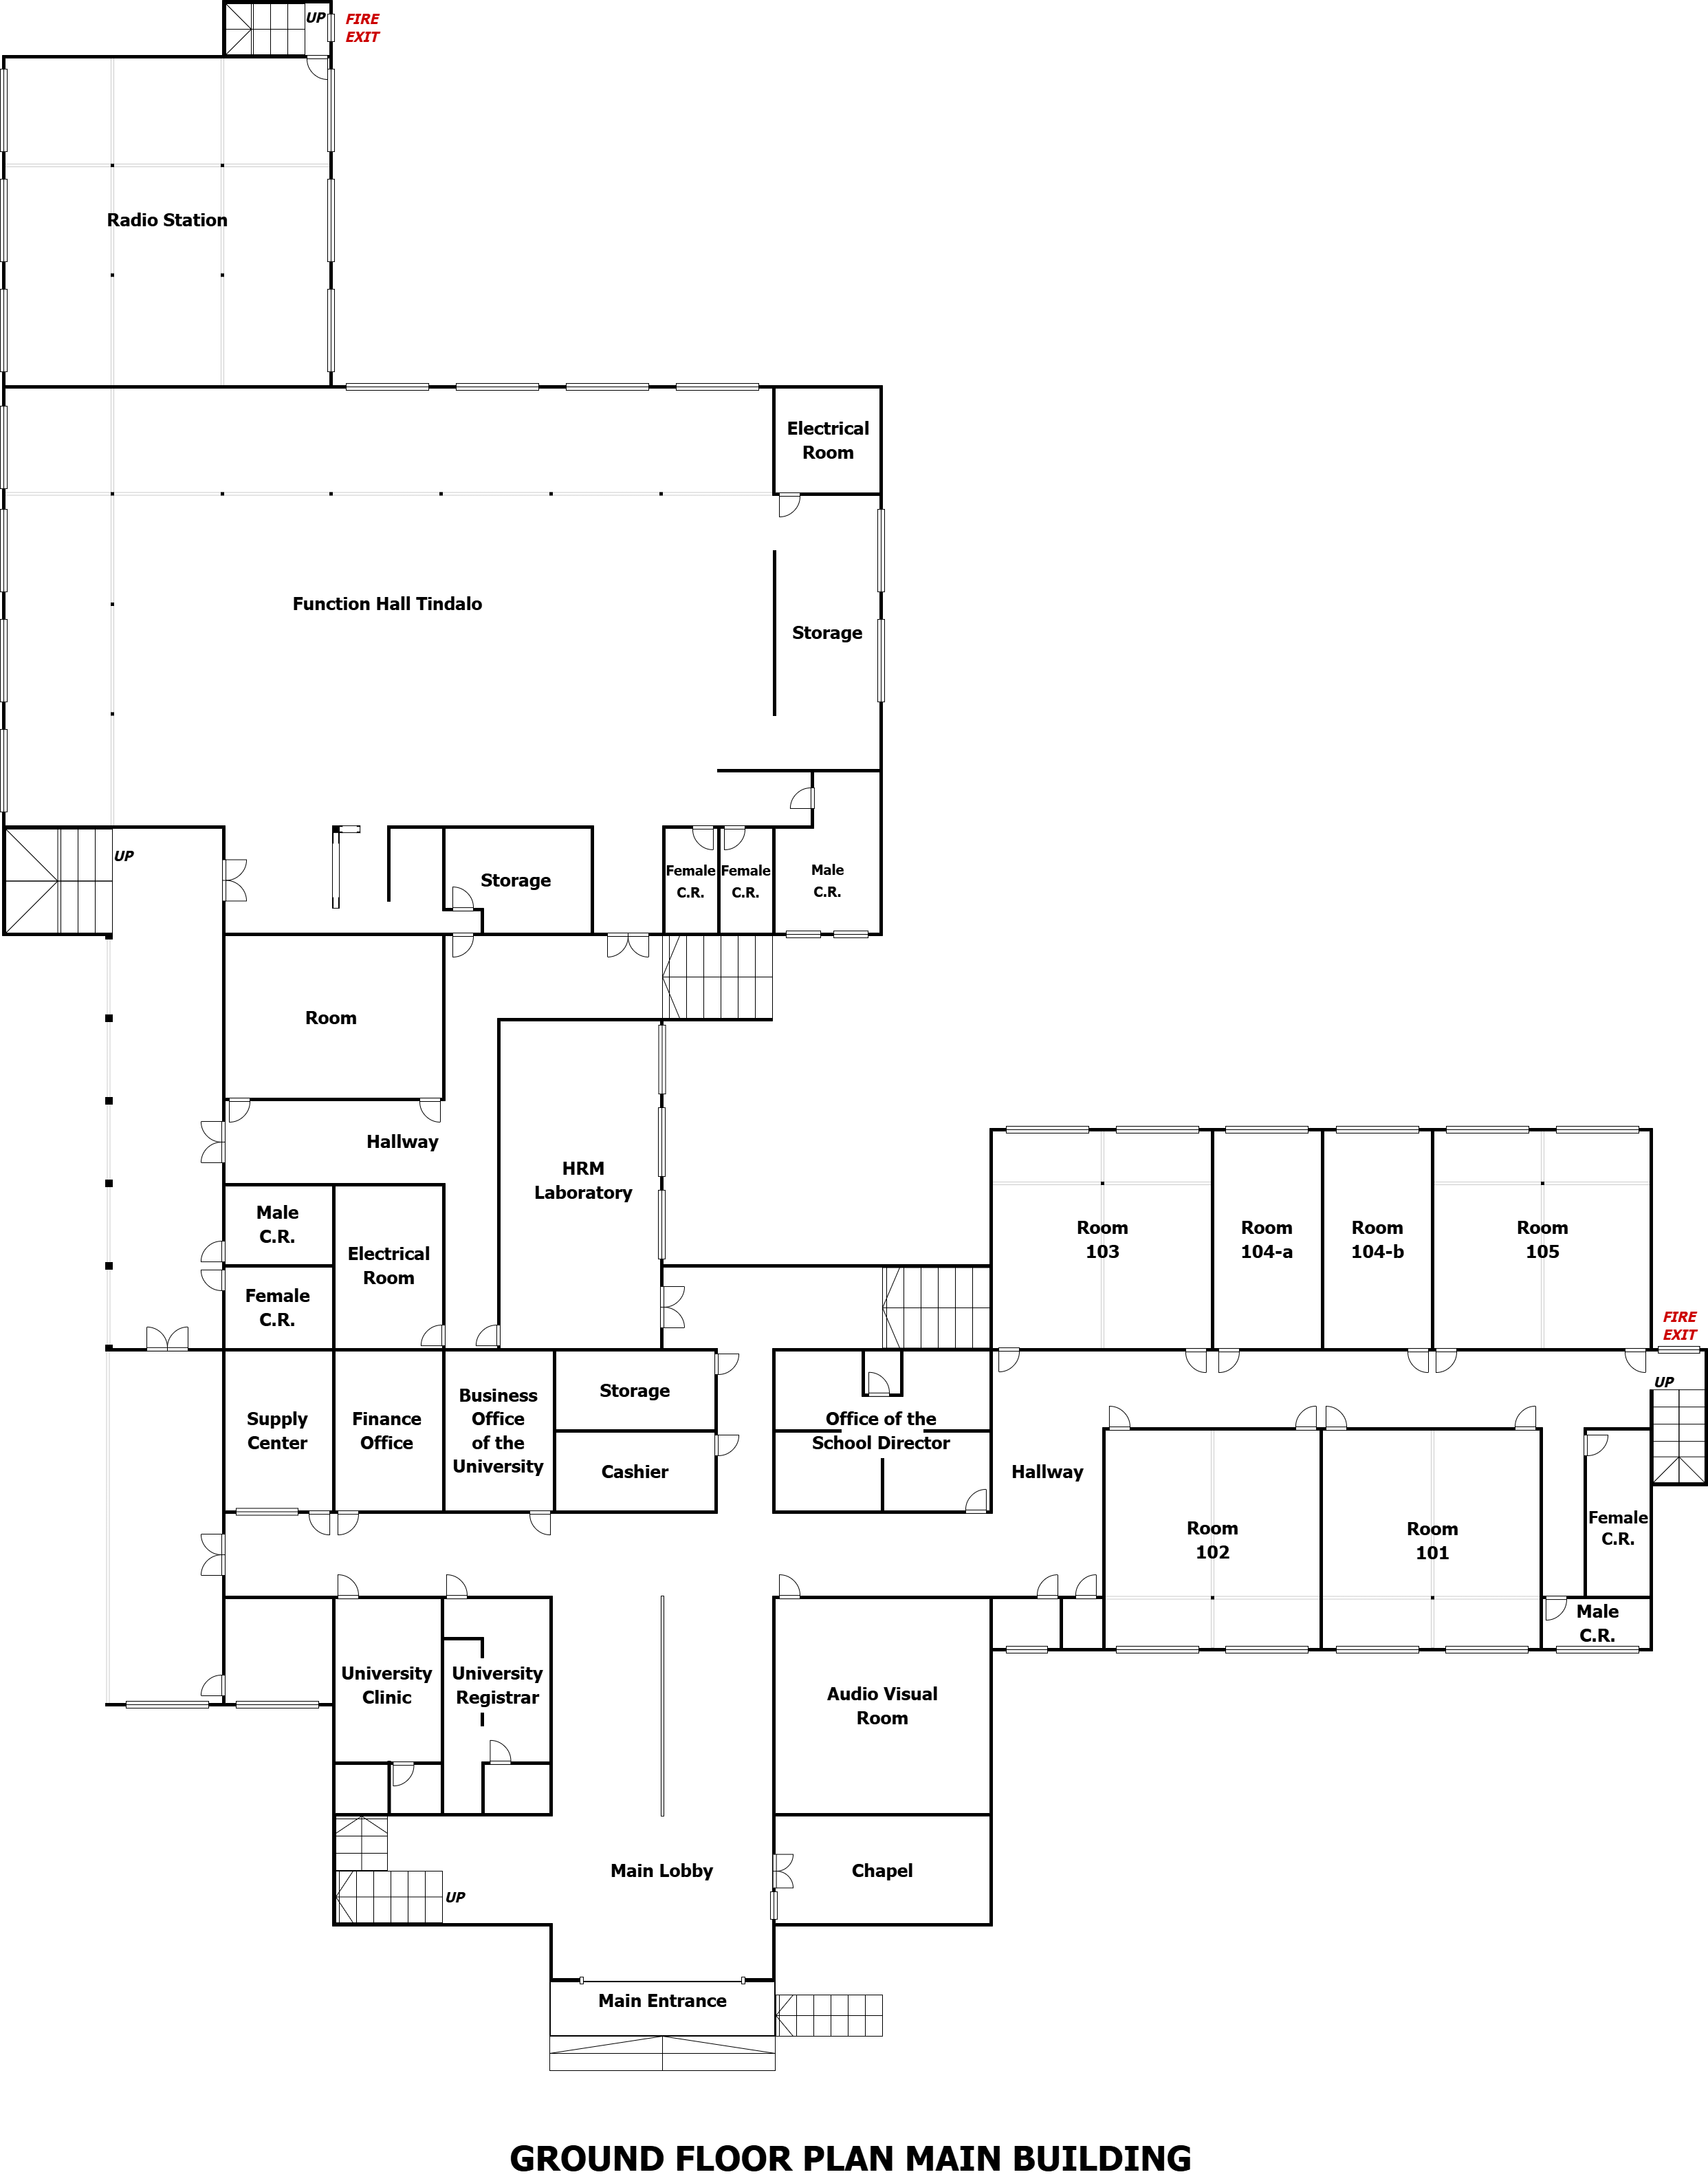 UP
FIRE
EXIT
Radio Station
Electrical
Room
Function Hall Tindalo
Storage
UP
Storage
Female
C.R.
Female
C.R.
Male
C.R.
Room
Hallway
HRM
Laboratory
Male
C.R.
Electrical
Room
Female
C.R.
Room
103
Room
104-a
Room
104-b
Room
105
FIRE
EXIT
UP
Supply
Center
Finance
Office
Business
Office
of the
University
Storage
Cashier
Office of the
School Director
Hallway
Room
102
Room
101
Female
C.R.
Male
C.R.
University
Clinic
University
Registrar
Audio Visual
Room
Main Lobby
Chapel
UP
Main Entrance
GROUND FLOOR PLAN MAIN BUILDING